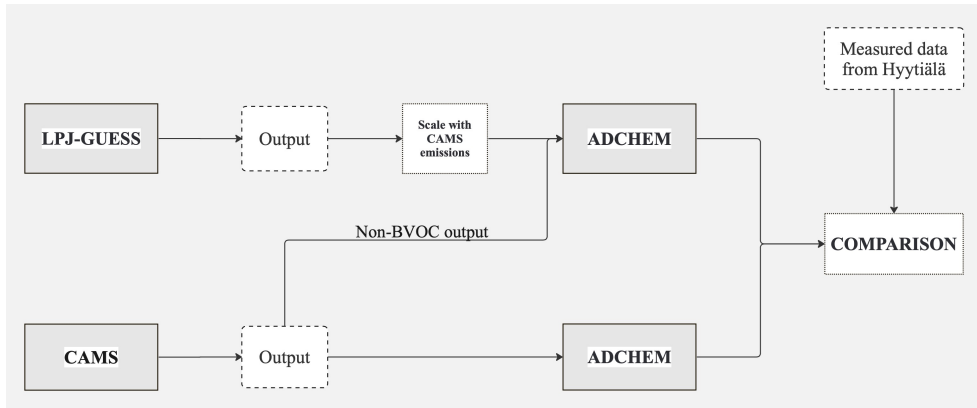 Measured data
from Hyytiälä
LPJ-GUESS
Output
Scale with
CAMS
emissions
ADCHEM
Non-BVOC output
COMPARISON
CAMS
Output
ADCHEM